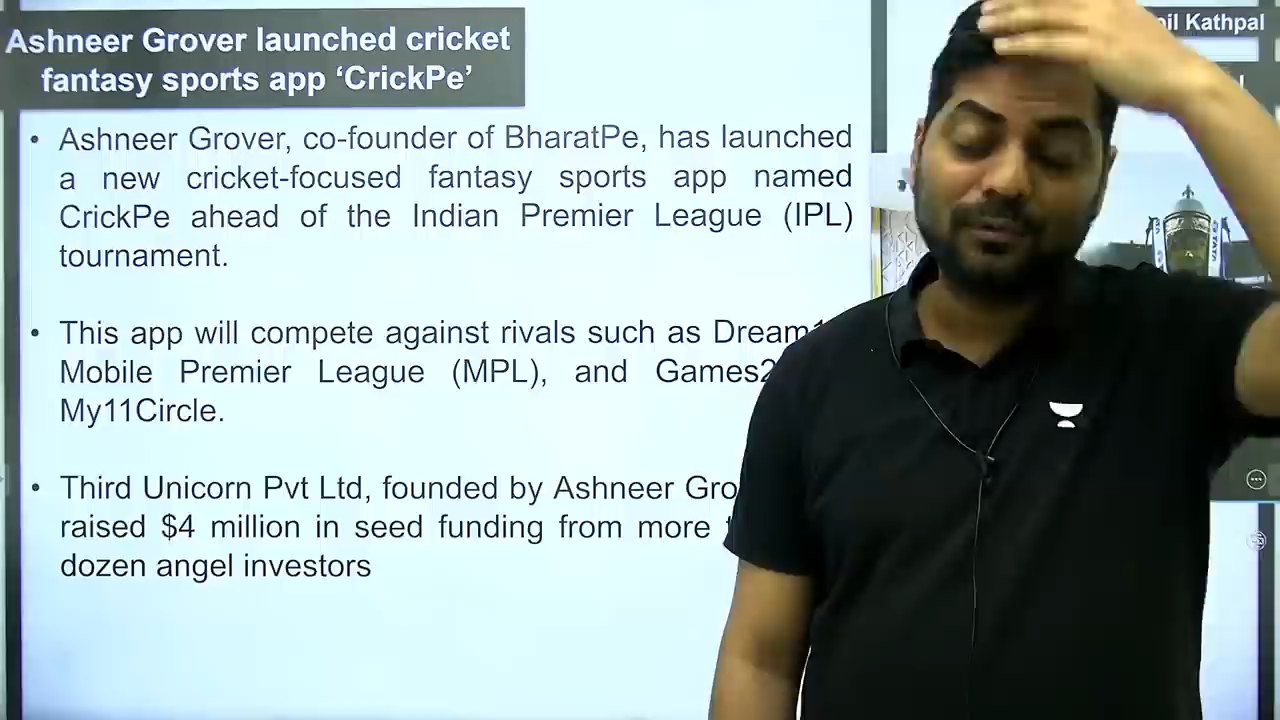 Ashneer Grover launched cricket
fantasy sports app ‘CrickPe’
il Kathpal
• Ashneer Grover, co-founder of BharatPe, has launched
a new cricket-focused fantasy sports app named
CrickPe ahead of the Indian Premier League (IPL)
tournament.
• This app will compete against rivals such as
Mobile Premier League (MPL), and
My11Circle.
• Third Unicorn Pvt Ltd, founded by Ashneer
raised $4 million in seed funding from more
dozen angel investors
TATA